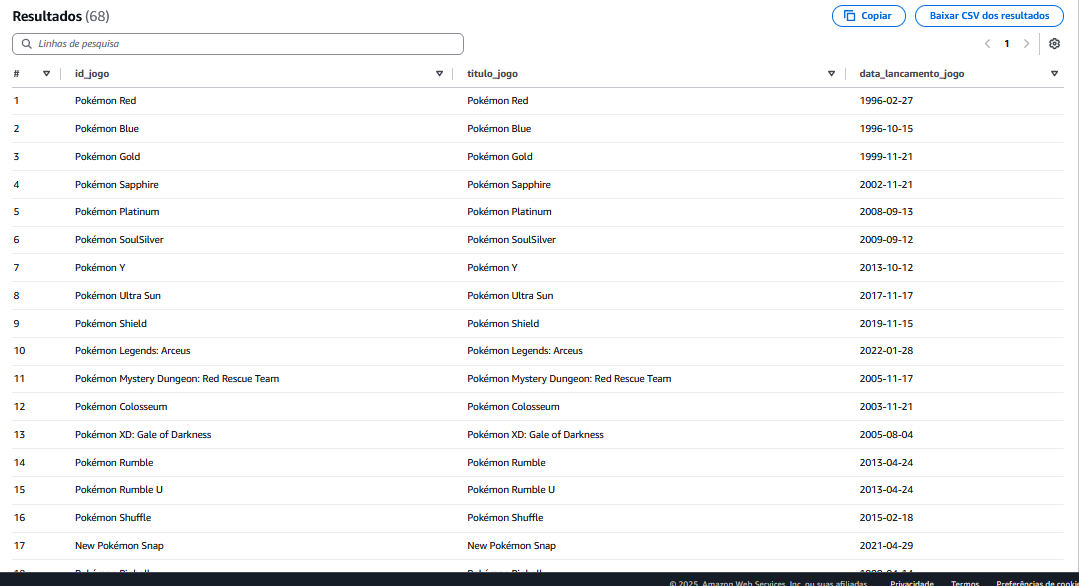 Resultados (68)
Copiar
Baixar CSV dos resultados
Linhas de pesquisa
1
# id_jogo titulo_jogo data_lancamento_jogo
1 Pokémon Red Pokémon Red 1996-02-27
2 Pokémon Blue Pokémon Blue 1996-10-15
3 Pokémon Gold Pokémon Gold 1999-11-21
4 Pokémon Sapphire Pokémon Sapphire 2002-11-21
5 Pokémon Platinum Pokémon Platinum 2008-09-13
6 Pokémon SoulSilver Pokémon SoulSilver 2009-09-12
7 Pokémon Y Pokémon Y 2013-10-12
8 Pokémon Ultra Sun Pokémon Ultra Sun 2017-11-17
9 Pokémon Shield Pokémon Shield 2019-11-15
10 Pokémon Legends: Arceus Pokémon Legends: Arceus 2022-01-28
11 Pokémon Mystery Dungeon: Red Rescue Team Pokémon Mystery Dungeon: Red Rescue Team 2005-11-17
12 Pokémon Colosseum Pokémon Colosseum 2003-11-21
13 Pokémon XD: Gale of Darkness Pokémon XD: Gale of Darkness 2005-08-04
14 Pokémon Rumble Pokémon Rumble 2013-04-24
15 Pokémon Rumble U Pokémon Rumble U 2013-04-24
16 Pokémon Shuffle Pokémon Shuffle 2015-02-18
17 New Pokémon Snap New Pokémon Snap 2021-04-29
© 2025, Amazon Web Services, Inc. ou suas afiliadas. Privacidade Termos Preferências de